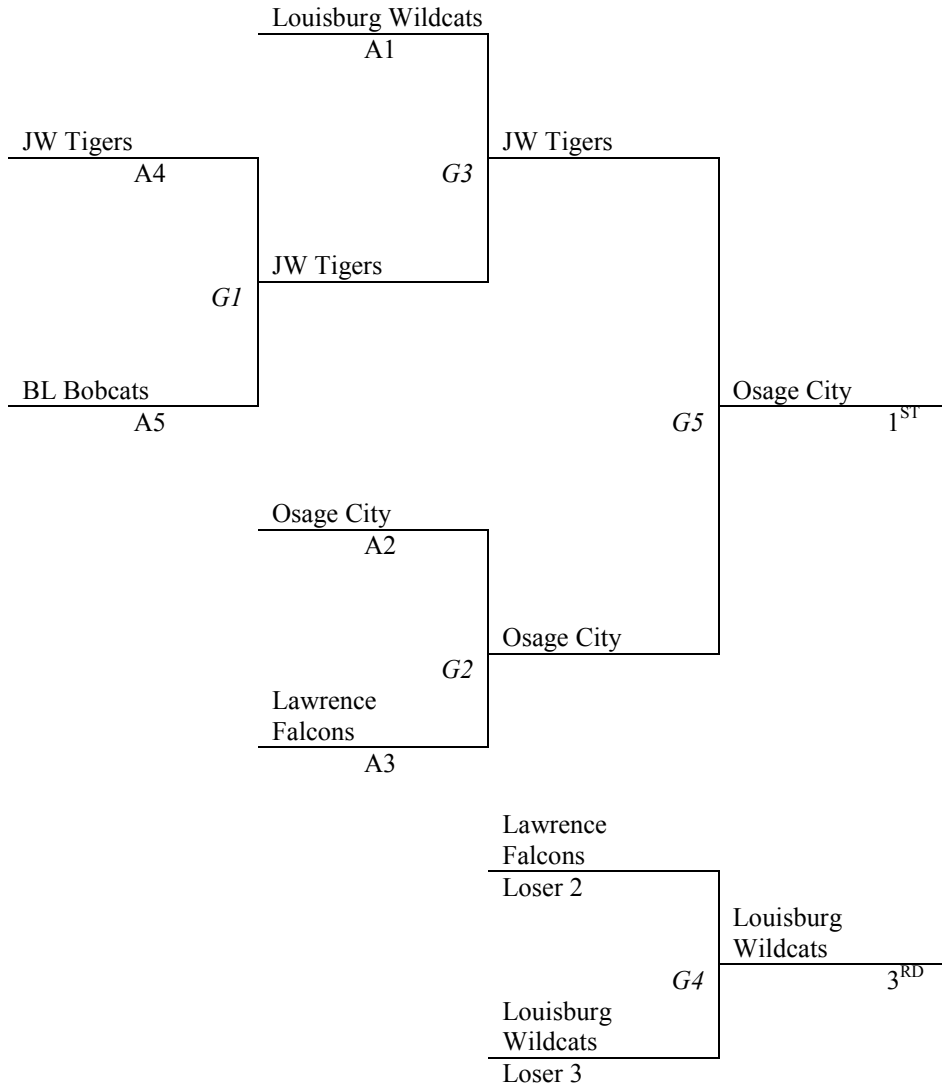 Louisburg Wildcats
A1
JW Tigers
JW Tigers
A4
G3
JW Tigers
G1
BL Bobcats
Osage City
A5
G5
1ST
Osage City
A2
Osage City
G2
Lawrence
Falcons
A3
Lawrence
Falcons
Loser 2
Louisburg
Wildcats
G4
3RD
Louisburg
Wildcats
Loser 3